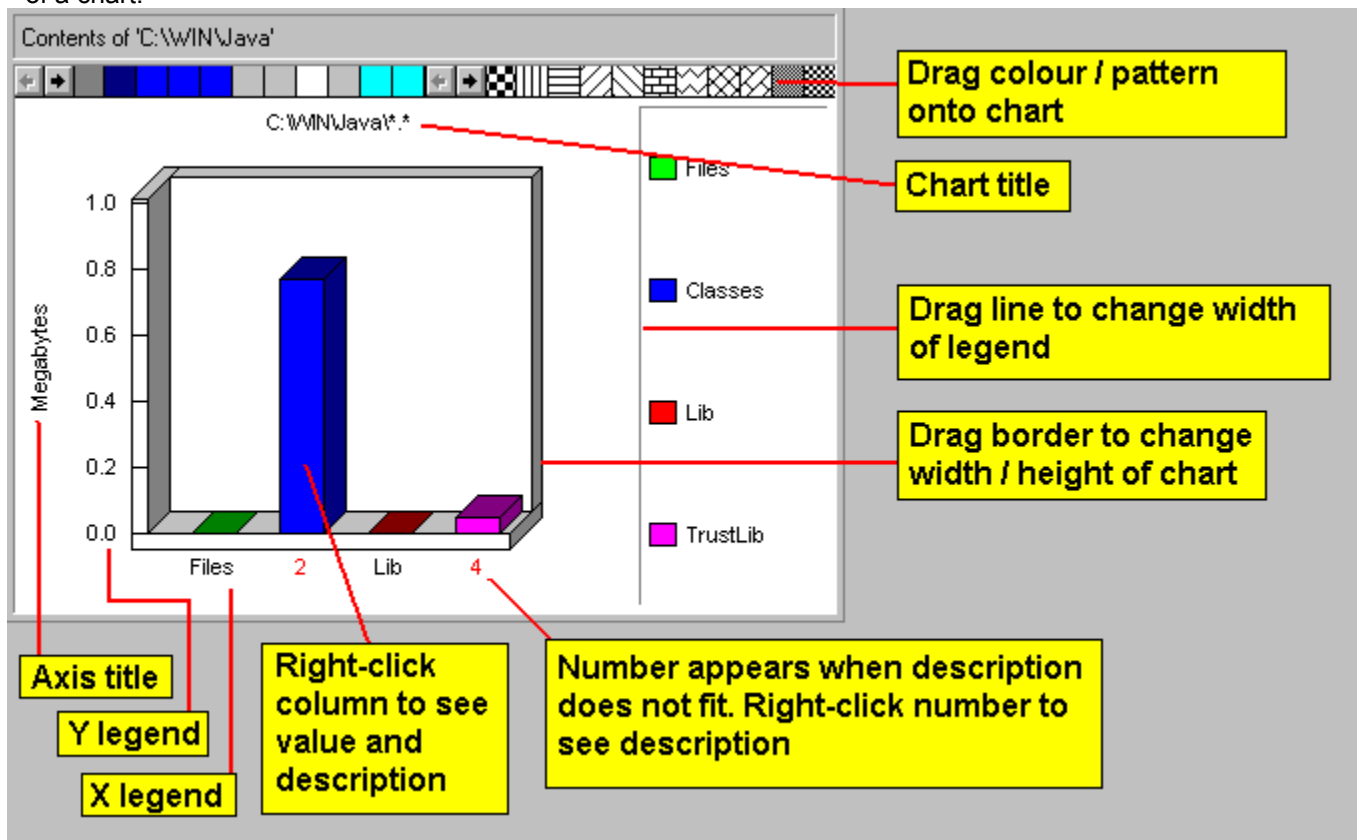 of a chart.
Contents of 'C:\WIN\Java'
C:\WIN\Java\*.*
Megabytes
1.0
0.8
0.6
0.4
0.2
0.0
Files
2
Lib
4
Files
Classes
Lib
TrustLib
Drag colour / pattern
onto chart
Chart title
Drag line to change width
of legend
Drag border to change
width / height of chart
Axis title
Y legend
X legend
Right-click
column to see
value and
description
Number appears when description
does not fit. Right-click number to
see description